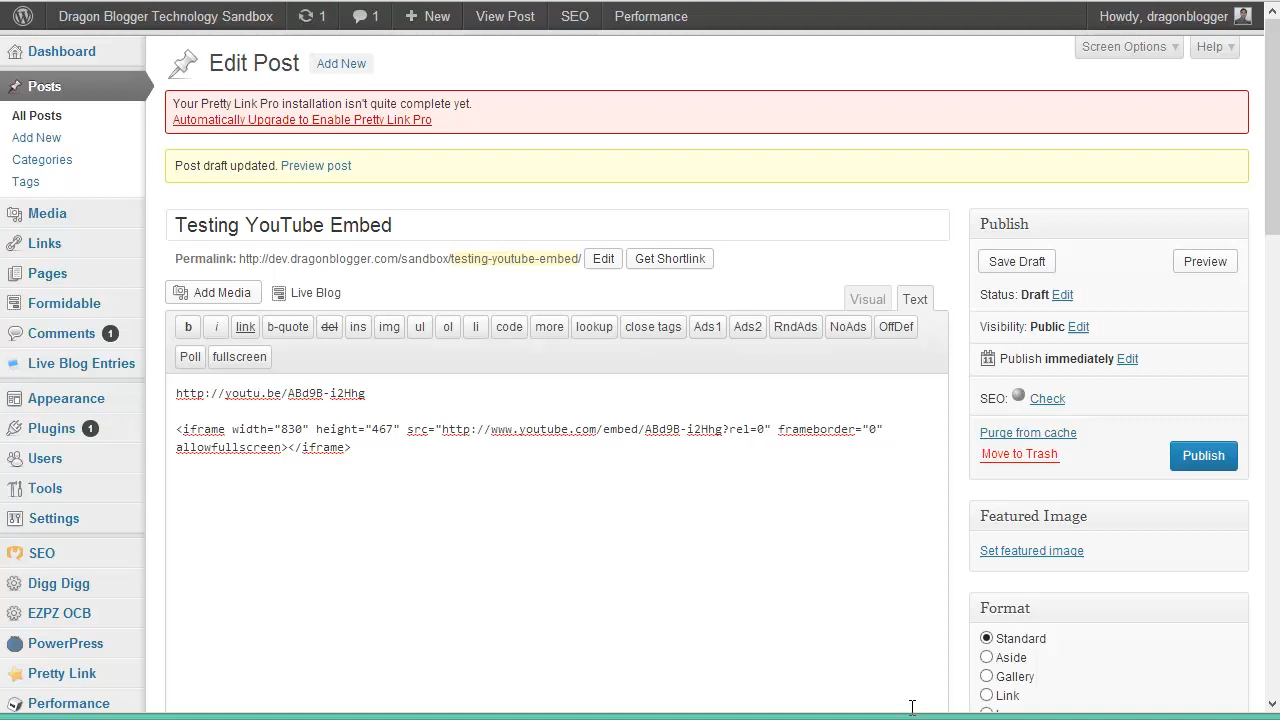 Dragon Blogger Technology Sandbox 1 1 + New View Post SEO Performance Howdy, dragonblogger
Dashboard
Posts
All Posts
Add New
Categories
Tags
Media
Links
Pages
Formidable
Comments 1
Live Blog Entries
Appearance
Plugins 1
Users
Tools
Settings
SEO
Digg Digg
EZPZ OCB
PowerPress
Pretty Link
Performance
Screen Options Help
Edit Post Add New
Your Pretty Link Pro installation isn't quite complete yet.
Automatically Upgrade to Enable Pretty Link Pro
Post draft updated. Preview post
Testing YouTube Embed
Permalink: http://dev.dragonblogger.com/sandbox/testing-youtube-embed/ Edit Get Shortlink
Add Media Live Blog
Visual Text
b i link b-quote del ins img ul ol li code more lookup close tags Ads1 Ads2 RndAds NoAds OffDef
Poll fullscreen
http://youtu.be/ABd9B-i2Hhg
<iframe width="830" height="467" src="http://www.youtube.com/embed/ABd9B-i2Hhg?rel=0" frameborder="0"
allowfullscreen></iframe>
Publish
Save Draft Preview
Status: Draft Edit
Visibility: Public Edit
Publish immediately Edit
SEO: Check
Purge from cache
Move to Trash
Publish
Featured Image
Set featured image
Format
Standard
Aside
Gallery
Link